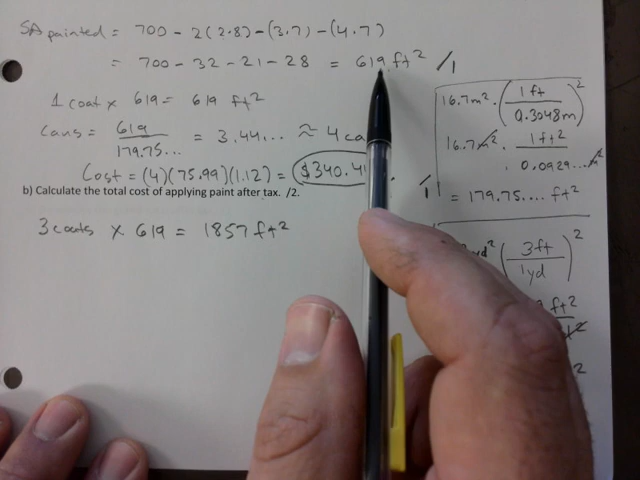 SA painted = 700 - 2(2·8) - (3·7) - (4·7)
= 700 - 32 - 21 - 28 = 619 ft² /1
1 coat × 619 = 619 ft²
Cans = 619 / 179.75... = 3.44... ≈ 4 ca
Cost = (4)(75.99)(1.12) = $340.4 /1
b) Calculate the total cost of applying paint after tax. /2.
3 coats × 619 = 1857 ft²
16.7m² · (1 ft / 0.3048m)²
16.7m² · 1 ft² / 0.0929...m²
= 179.75.... ft²
yd² (3ft / 1yd)²
ft²